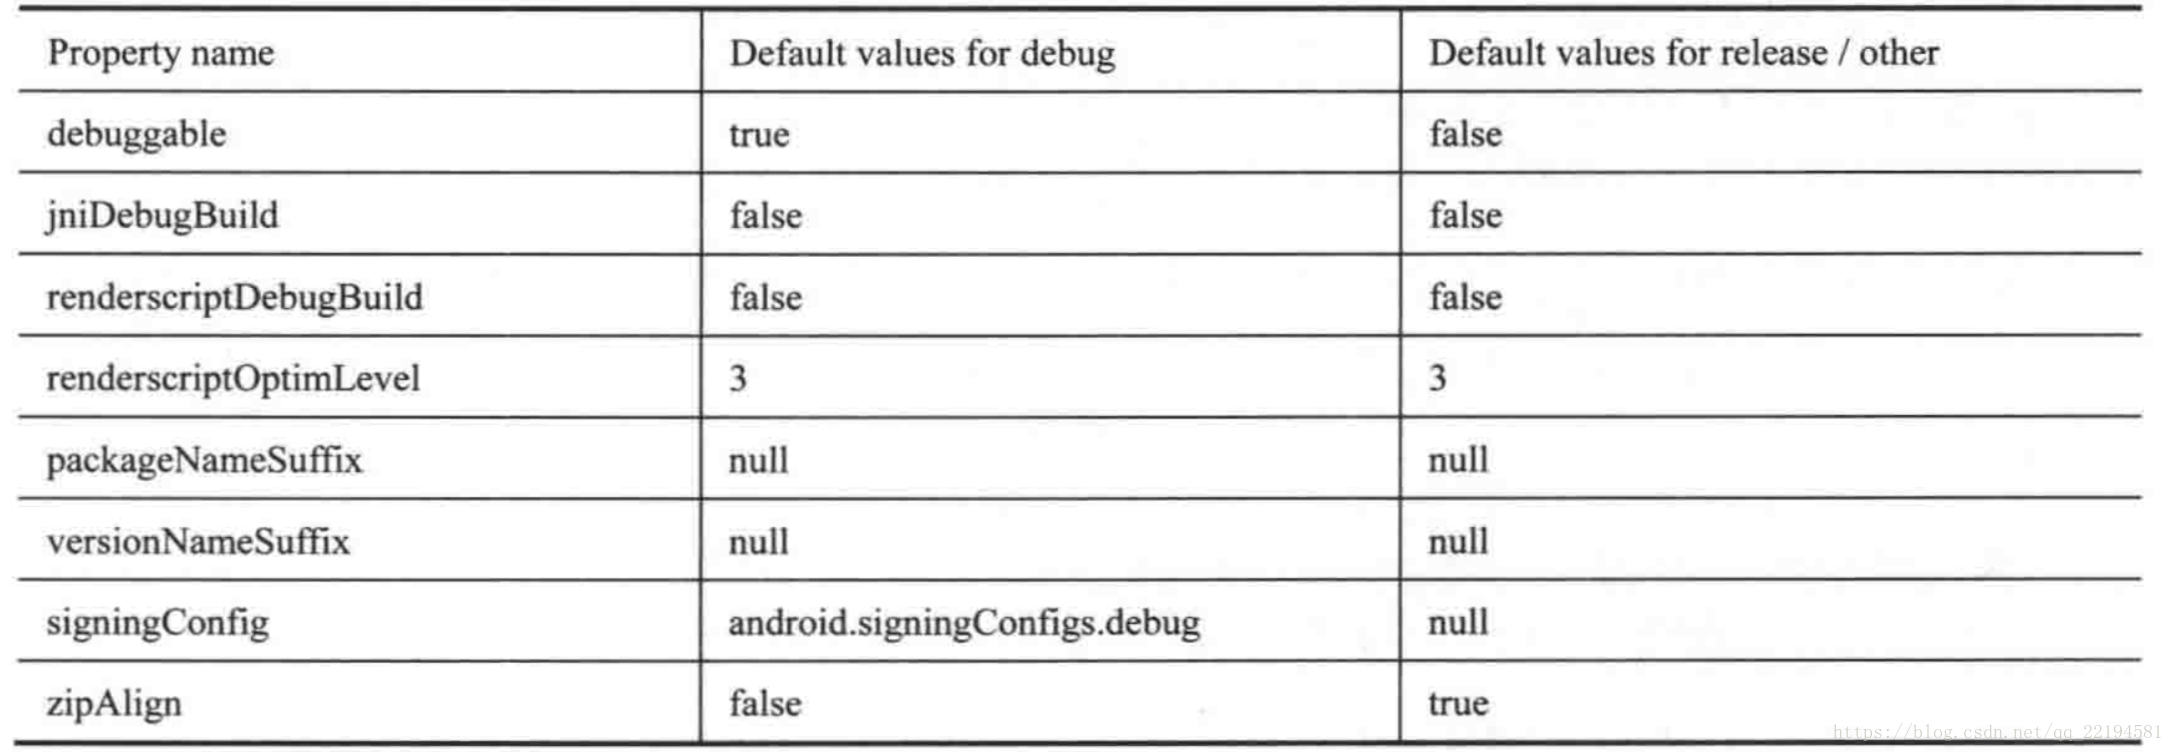 Property name Default values for debug Default values for release / other
debuggable true false
jniDebugBuild false false
renderscriptDebugBuild false false
renderscriptOptimLevel 3 3
packageNameSuffix null null
versionNameSuffix null null
signingConfig android.signingConfigs.debug null
zipAlign false true
https://blog.csdn.net/qq_22194581